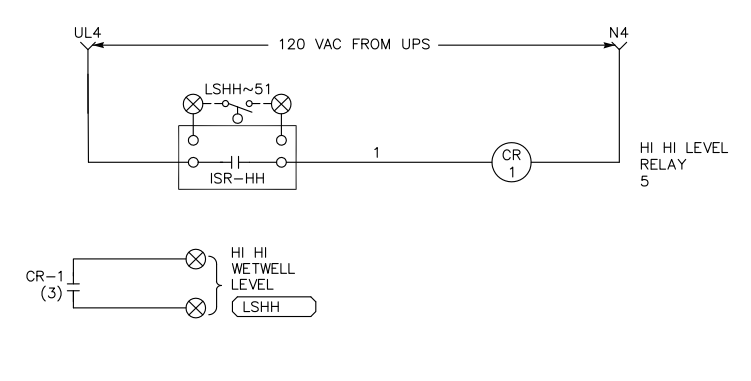 UL4
N4
120 VAC FROM UPS
LSHH~51
1
CR
1
HI HI LEVEL
RELAY
5
ISR-HH
HI HI
WETWELL
LEVEL
CR-1
(3)
LSHH